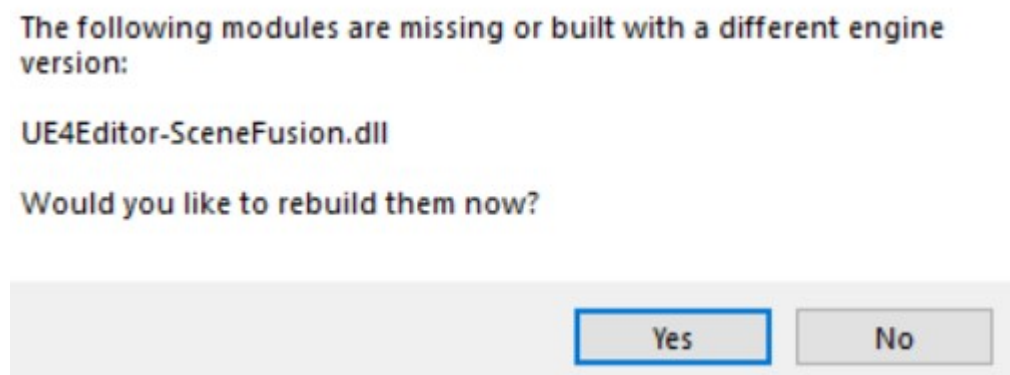 The following modules are missing or built with a different engine
version:
UE4Editor-SceneFusion.dll
Would you like to rebuild them now?
Yes
No